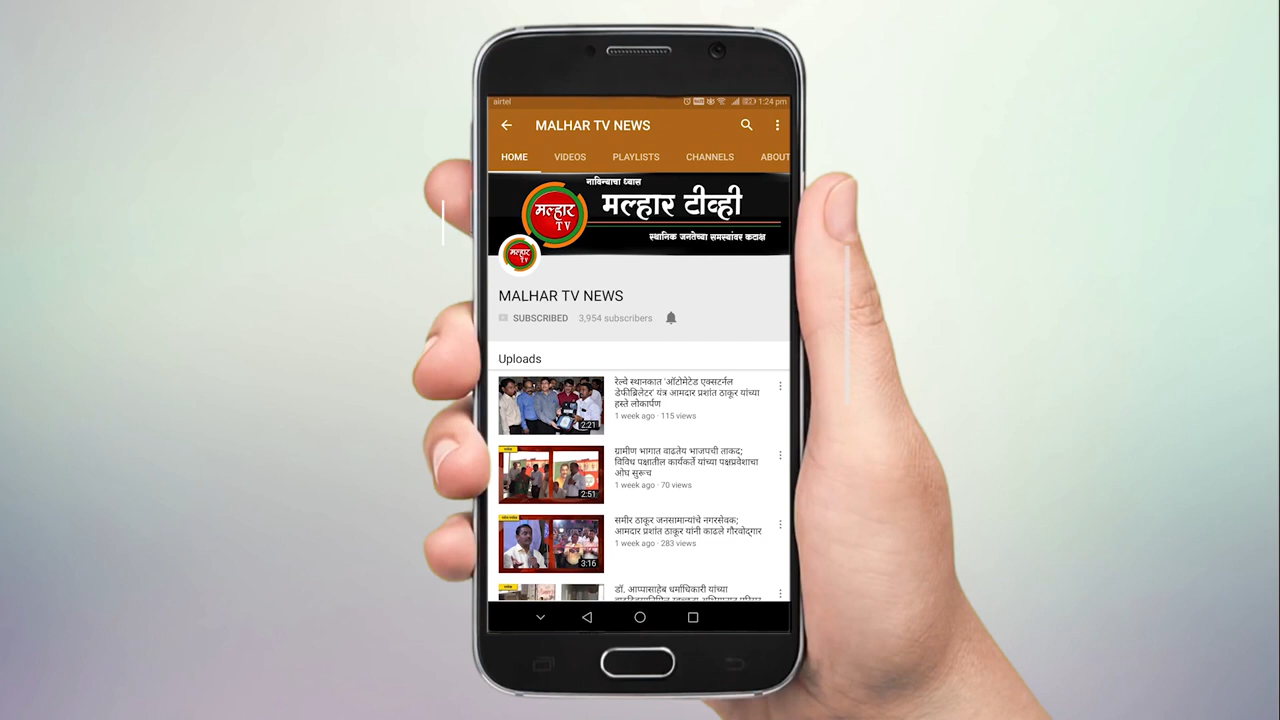 airtel 1:24 pm
MALHAR TV NEWS
HOME VIDEOS PLAYLISTS CHANNELS ABOUT
नाविन्याचा ध्यास
मल्हार टीव्ही
स्थानिक जनतेच्या समस्यांवर कटाक्ष
मल्हार
TV
मल्हार
TV
MALHAR TV NEWS
SUBSCRIBED 3,954 subscribers
Uploads
रेल्वे स्थानकात 'ऑटोमेटेड एक्सटर्नल
डेफीब्रिलेटर' यंत्र आमदार प्रशांत ठाकूर यांच्या
हस्ते लोकार्पण
1 week ago · 115 views
2:21
ग्रामीण भागात वाढतेय भाजपची ताकद;
विविध पक्षातील कार्यकर्ते यांच्या पक्षप्रवेशाचा
ओघ सुरूच
1 week ago · 70 views
2:51
समीर ठाकूर जनसामान्यांचे नगरसेवक;
आमदार प्रशांत ठाकूर यांनी काढले गौरवोद्गार
1 week ago · 283 views
3:16
डॉ. आप्पासाहेब धर्माधिकारी यांच्या